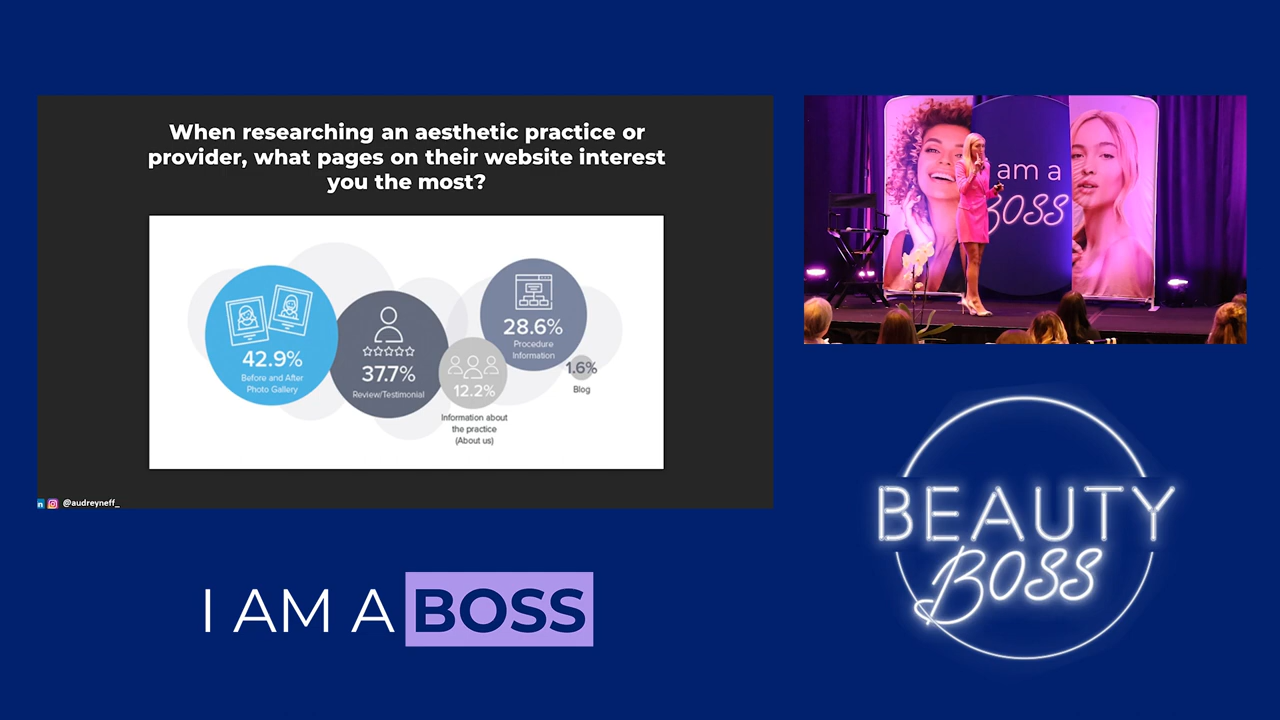 When researching an aesthetic practice or
provider, what pages on their website interest
you the most?
42.9%
Before and After
Photo Gallery
37.7%
Review/Testimonial
12.2%
Information about
the practice
(About us)
28.6%
Procedure
Information
1.6%
Blog
in @audreyneff_
am a
BOSS
I AM A BOSS
BEAUTY
BOSS